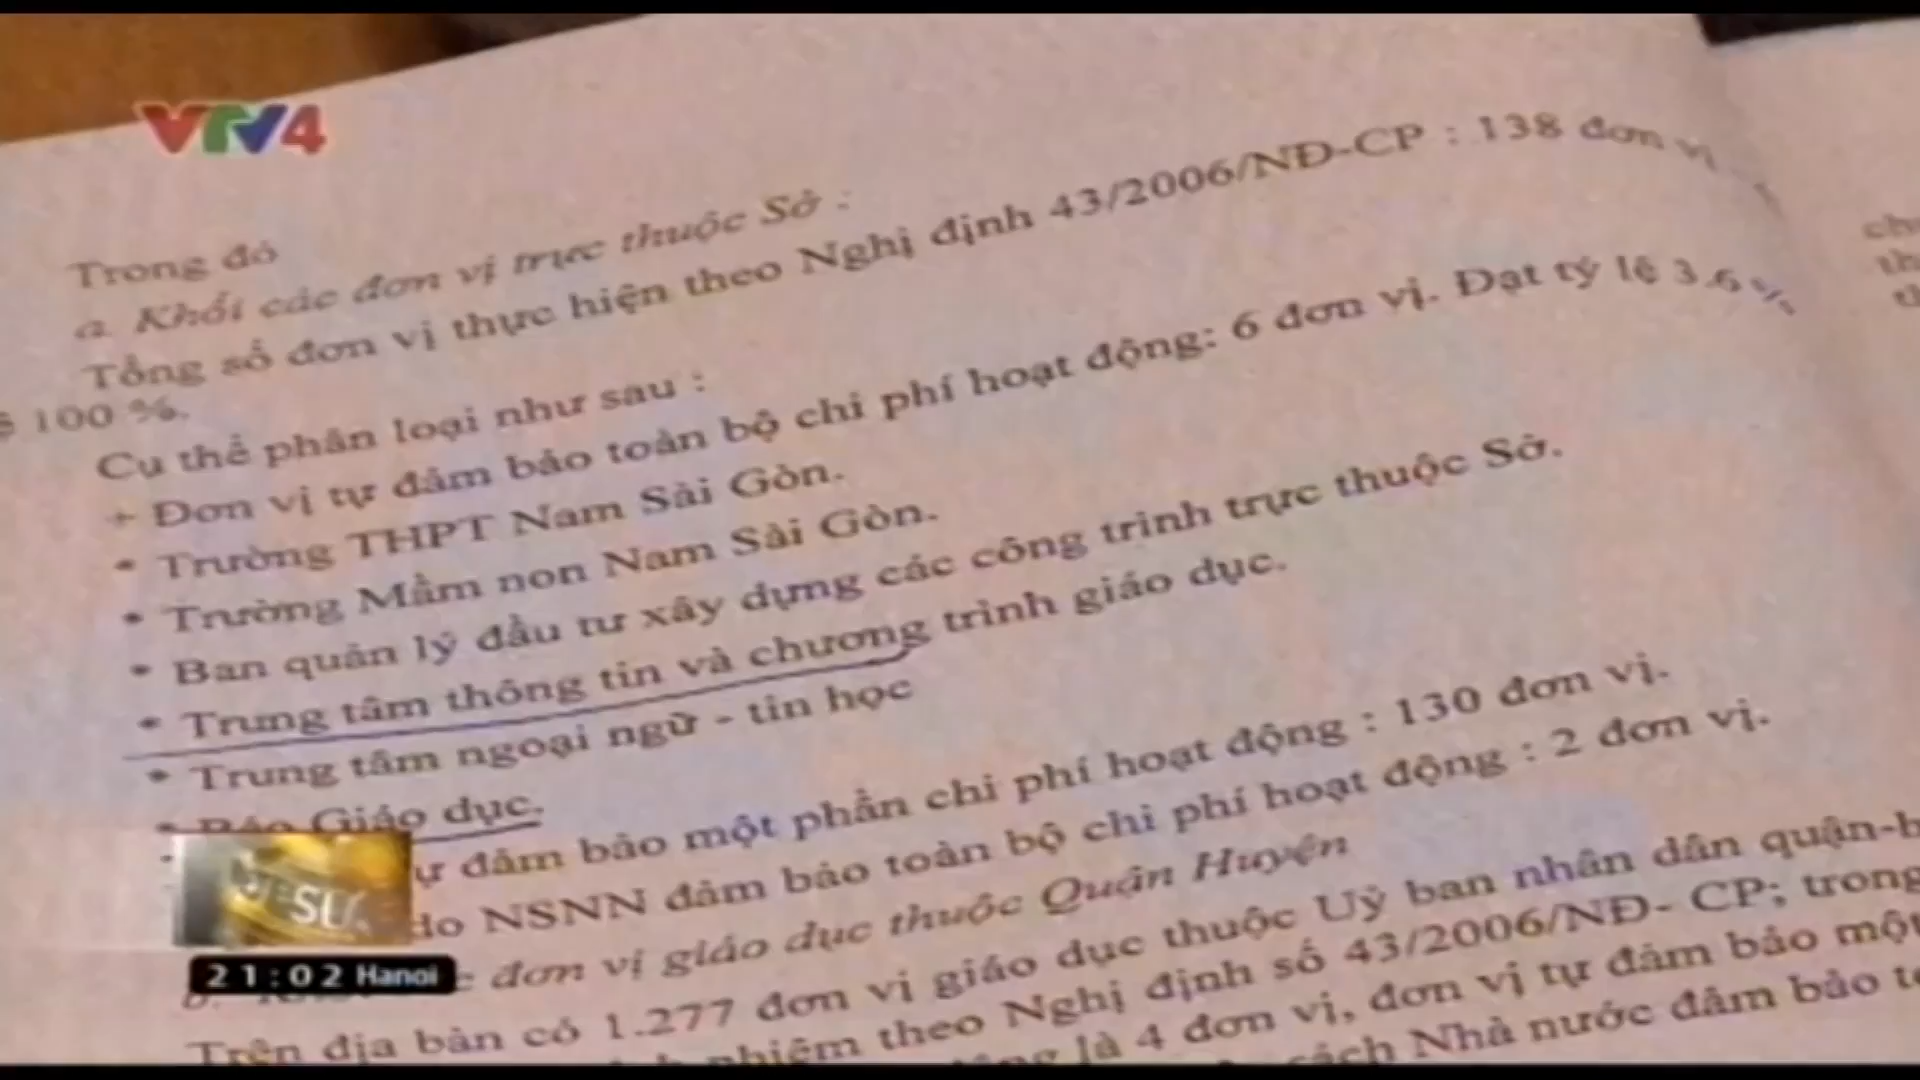 VTV4
Trong đó
a. Khối các đơn vị trực thuộc Sở :
Tổng số đơn vị thực hiện theo Nghị định 43/2006/NĐ-CP : 138 đơn vị
100 %.
Cụ thể phân loại như sau :
+ Đơn vị tự đảm bảo toàn bộ chi phí hoạt động: 6 đơn vị. Đạt tỷ lệ 3.6 %
* Trường THPT Nam Sài Gòn.
* Trường Mầm non Nam Sài Gòn.
* Ban quản lý đầu tư xây dựng các công trình trực thuộc Sở.
* Trung tâm thông tin và chương trình giáo dục.
* Trung tâm ngoại ngữ - tin học
* Báo Giáo dục.
đảm bảo một phần chi phí hoạt động : 130 đơn vị.
do NSNN đảm bảo toàn bộ chi phí hoạt động : 2 đơn vị.
đơn vị giáo dục thuộc Quận Huyện
Trên địa bàn có 1.277 đơn vị giáo dục thuộc Uỷ ban nhân dân quận-
nhiệm theo Nghị định số 43/2006/NĐ- CP; trong
là 4 đơn vị, đơn vị tự đảm bảo một
sách Nhà nước đảm bảo
21:02 Hanoi